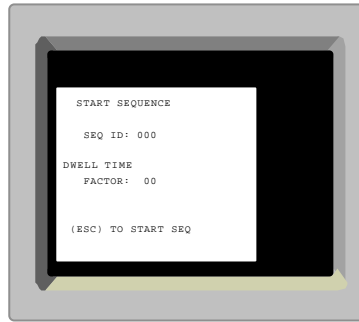 START SEQUENCE
SEQ ID: 000
DWELL TIME
FACTOR: 00
(ESC) TO START SEQ